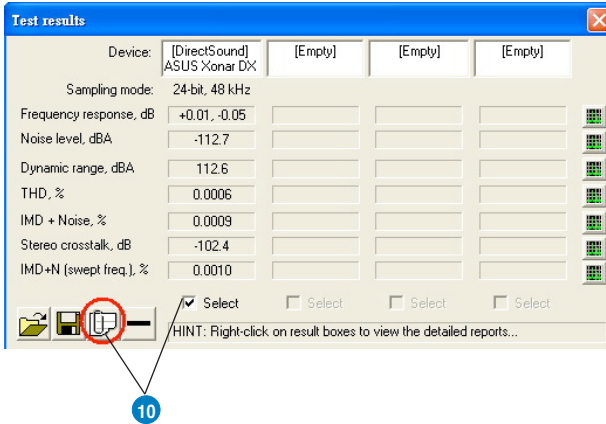 Test results
Device: [DirectSound] ASUS Xonar DX [Empty] [Empty] [Empty]
Sampling mode: 24-bit, 48 kHz
Frequency response, dB +0.01, -0.05
Noise level, dBA -112.7
Dynamic range, dBA 112.6
THD, % 0.0006
IMD + Noise, % 0.0009
Stereo crosstalk, dB -102.4
IMD+N (swept freq.), % 0.0010
Select Select Select Select
HINT: Right-click on result boxes to view the detailed reports...
10